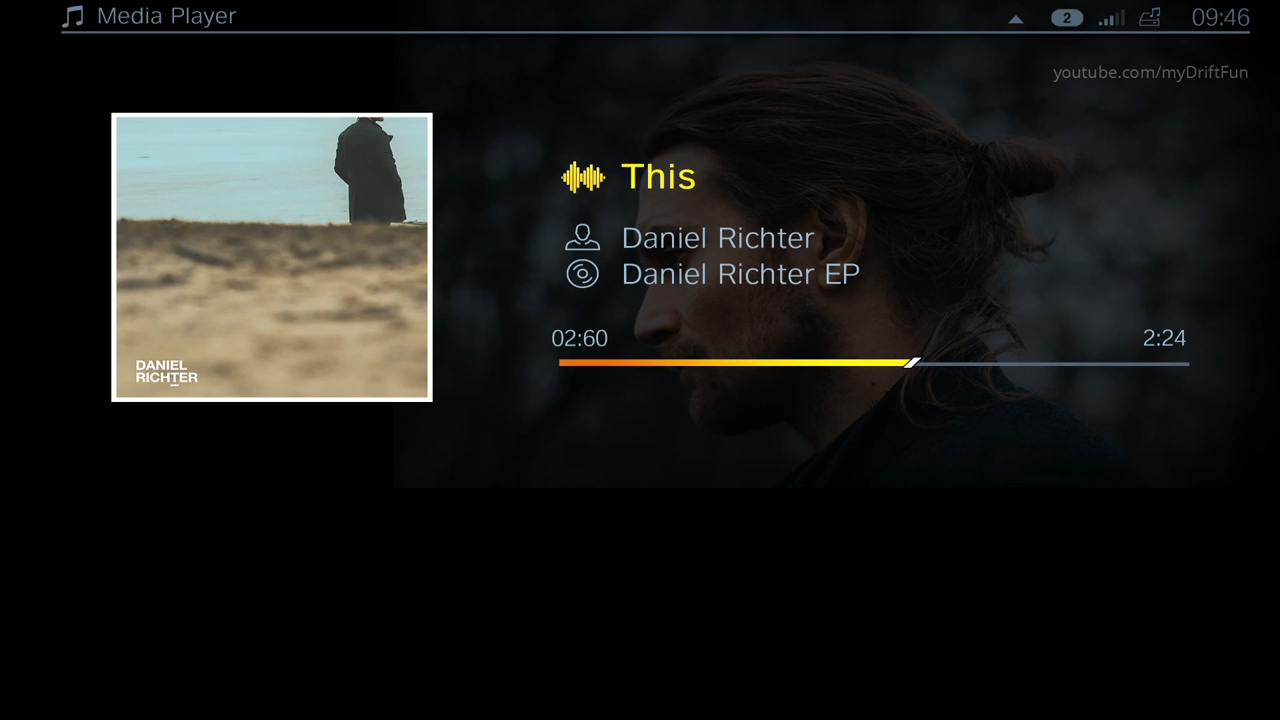 Media Player
2
09:46
youtube.com/myDriftFun
This
Daniel Richter
Daniel Richter EP
02:60
2:24
DANIEL
RICHTER